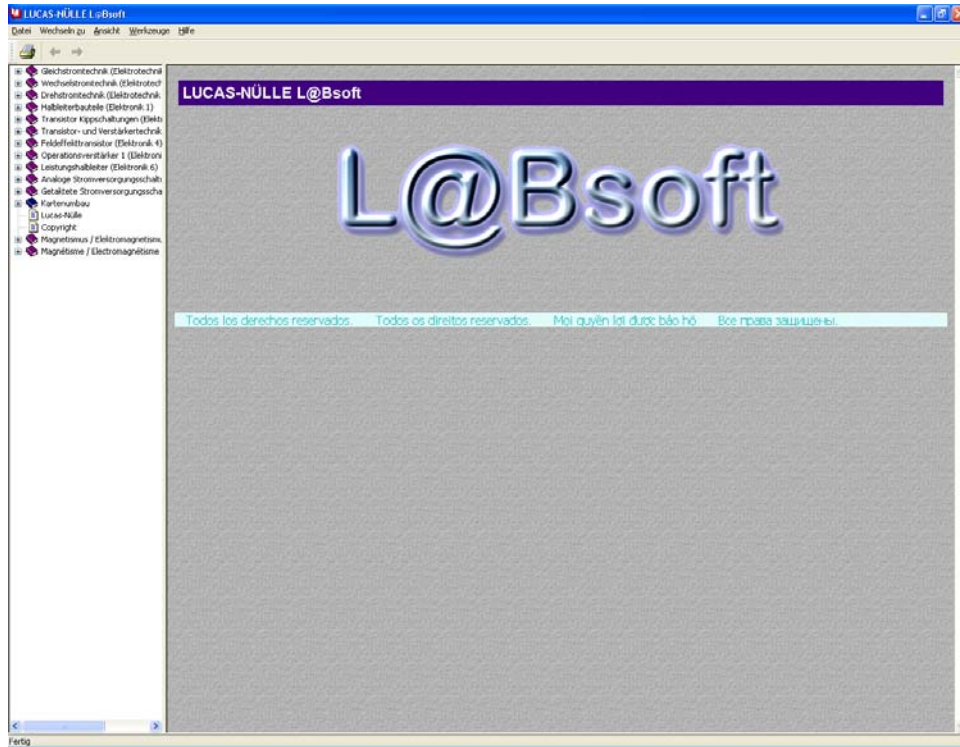 LUCAS-NÜLLE L@Bsoft
Datei Wechseln zu Ansicht Werkzeuge Hilfe
Gleichstromtechnik (Elektrotechni
Wechselstromtechnik (Elektrotech
Drehstromtechnik (Elektrotechnik
Halbleiterbauteile (Elektronik 1)
Transistor Kippschaltungen (Elekt
Transistor- und Verstärkertechnik
Feldeffekttransistor (Elektronik 4)
Operationsverstärker 1 (Elektroni
Leistungshalbleiter (Elektronik 6)
Analoge Stromversorgungsschalt
Getaktete Stromversorgungsscha
Kartenumbau
Lucas-Nülle
Copyright
Magnetismus / Elektromagnetismu
Magnétisme / Electromagnétisme
LUCAS-NÜLLE L@Bsoft
L@Bsoft
Todos los derechos reservados. Todos os direitos reservados. Mọi quyền lợi được bảo hộ Все права защищены.
Fertig